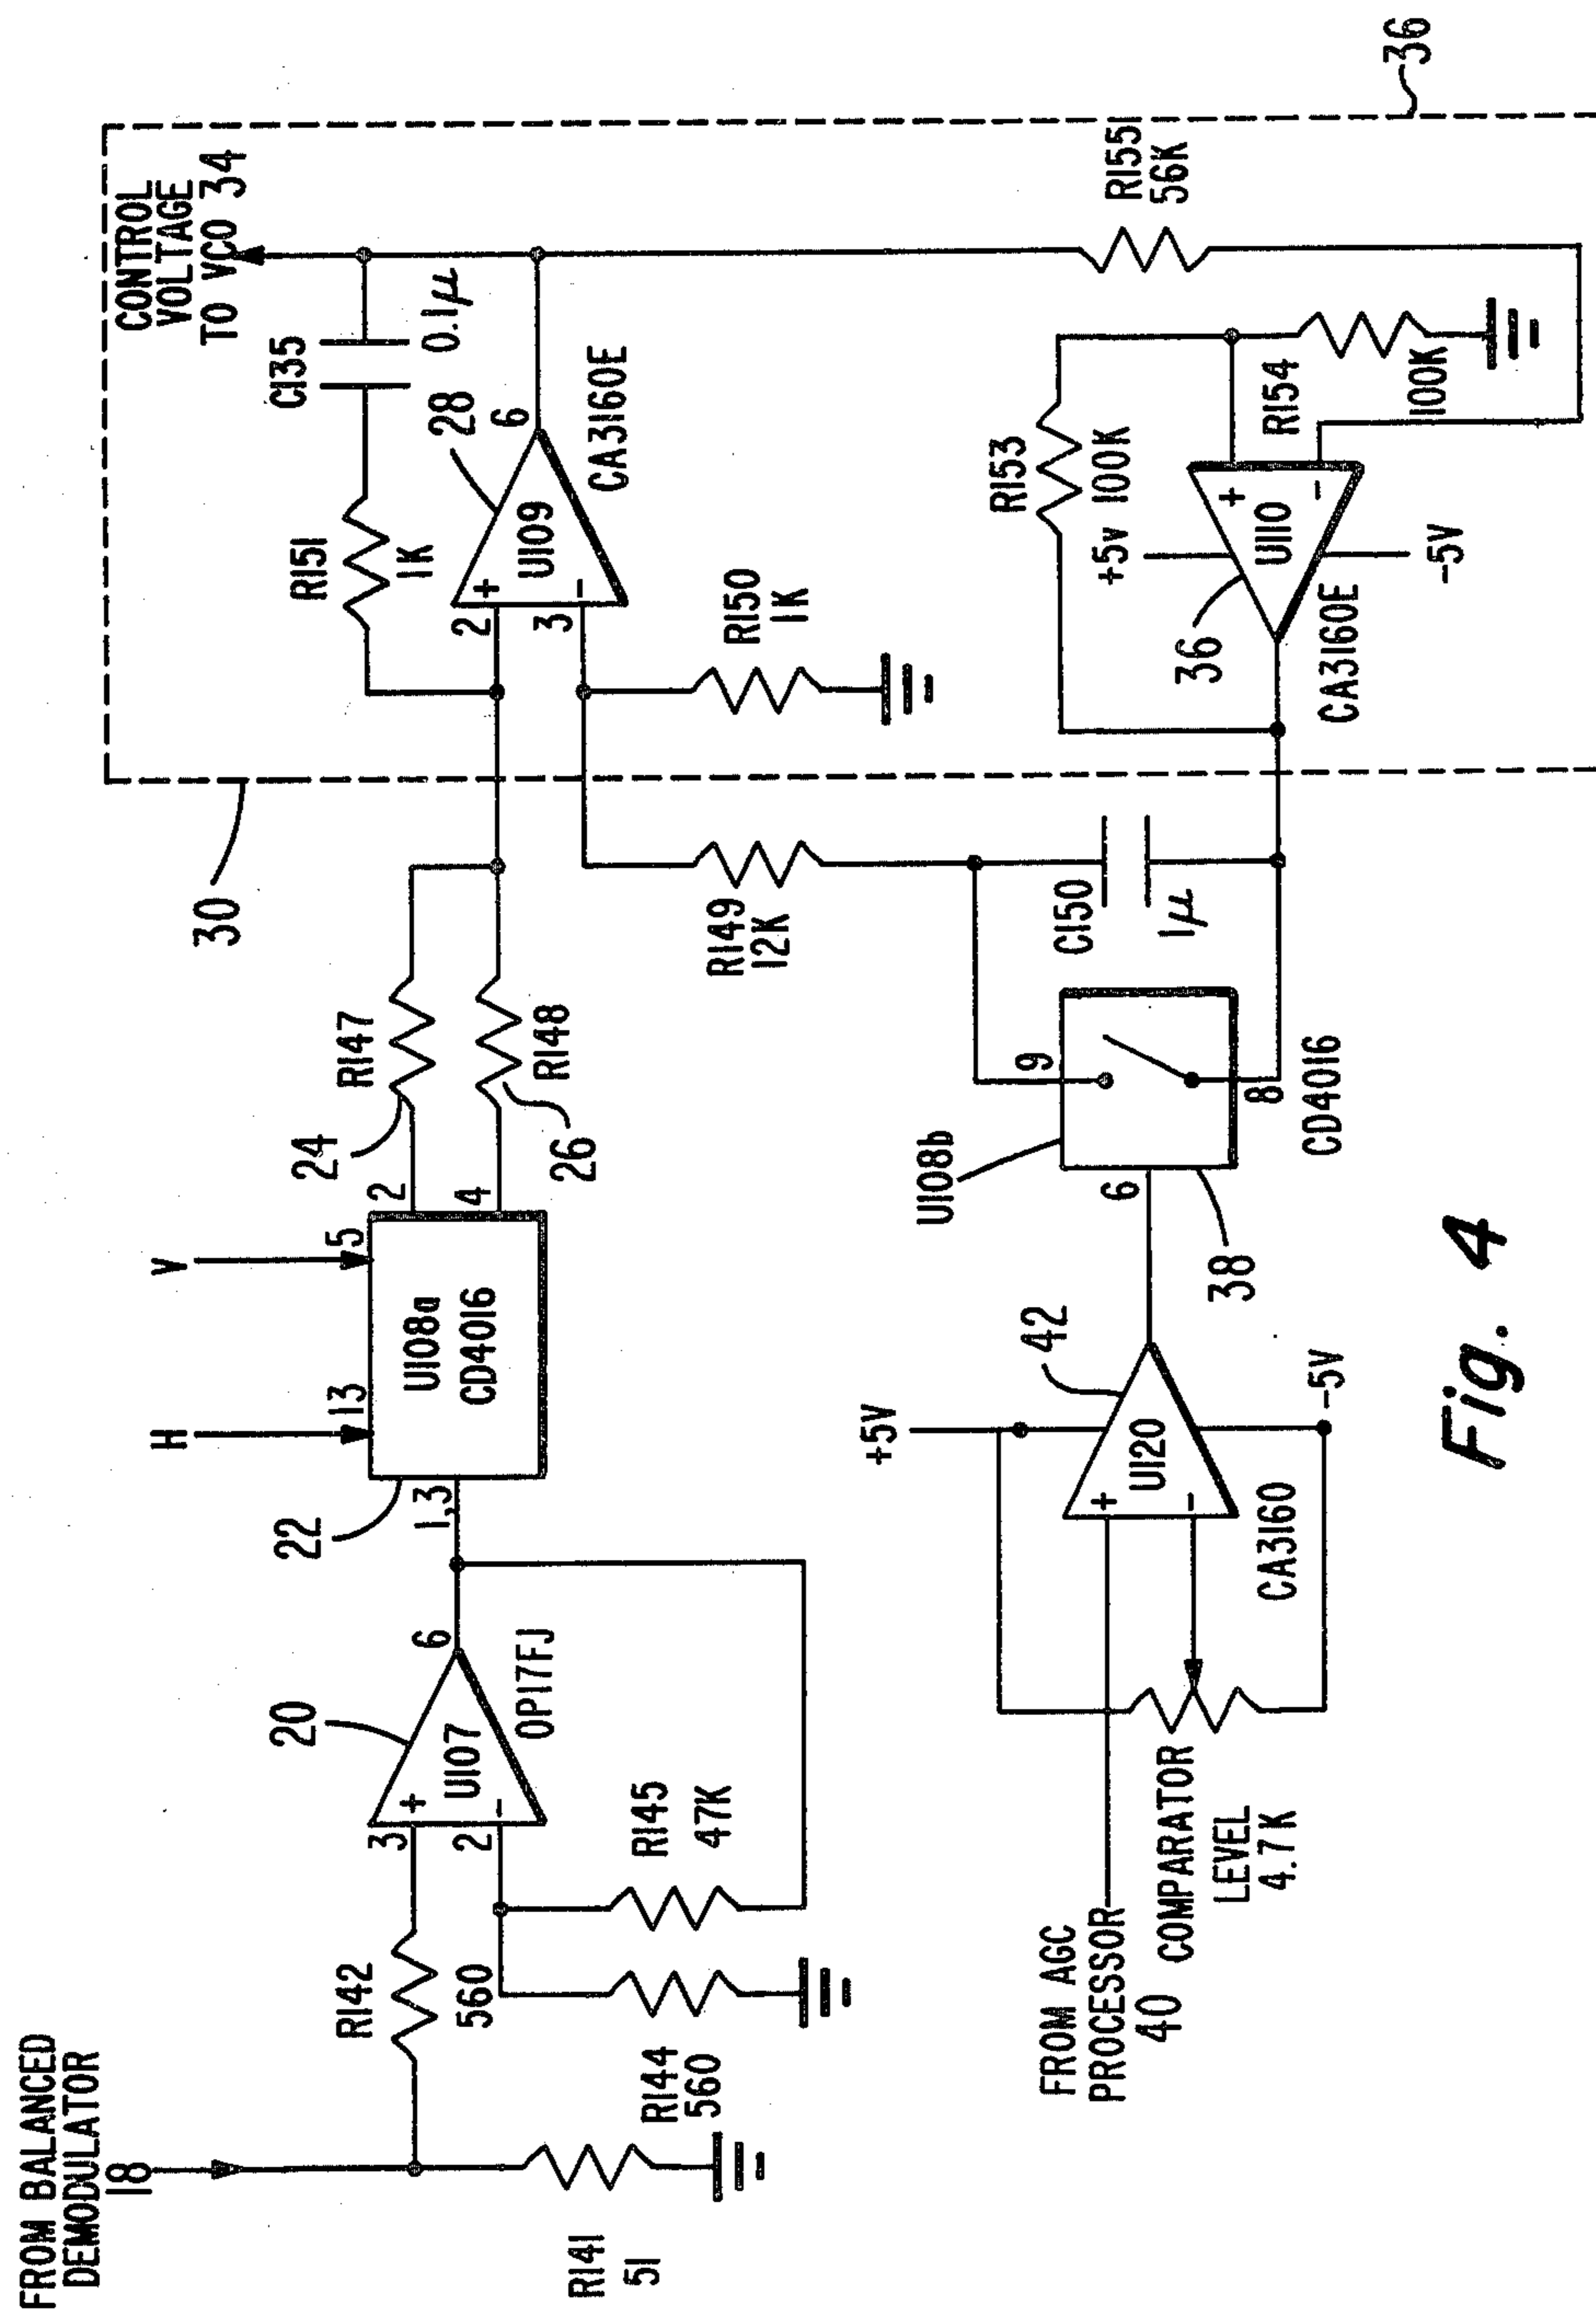 FROM BALANCED
DEMODULATOR
18
R141
51
R142
560
R144
560
R145
47K
3
+
2
-
U107
20
6
OP17FJ
22
1,3
H
13
V
5
U108a
CD4016
2
4
24
R147
R148
26
30
R151
1K
C135
0.1μ
CONTROL
VOLTAGE
TO VCO 34
28
2
+
3
-
U109
6
CA3160E
R150
1K
R149
12K
C150
1μ
R153
100K
+5V
+
-
U110
36
-5V
CA3160E
R154
100K
R155
56K
36
FROM AGC
PROCESSOR
40
COMPARATOR
LEVEL
4.7K
+5V
+
-
U120
42
-5V
CA3160
6
U108b
9
8
38
CD4016
Fig. 4